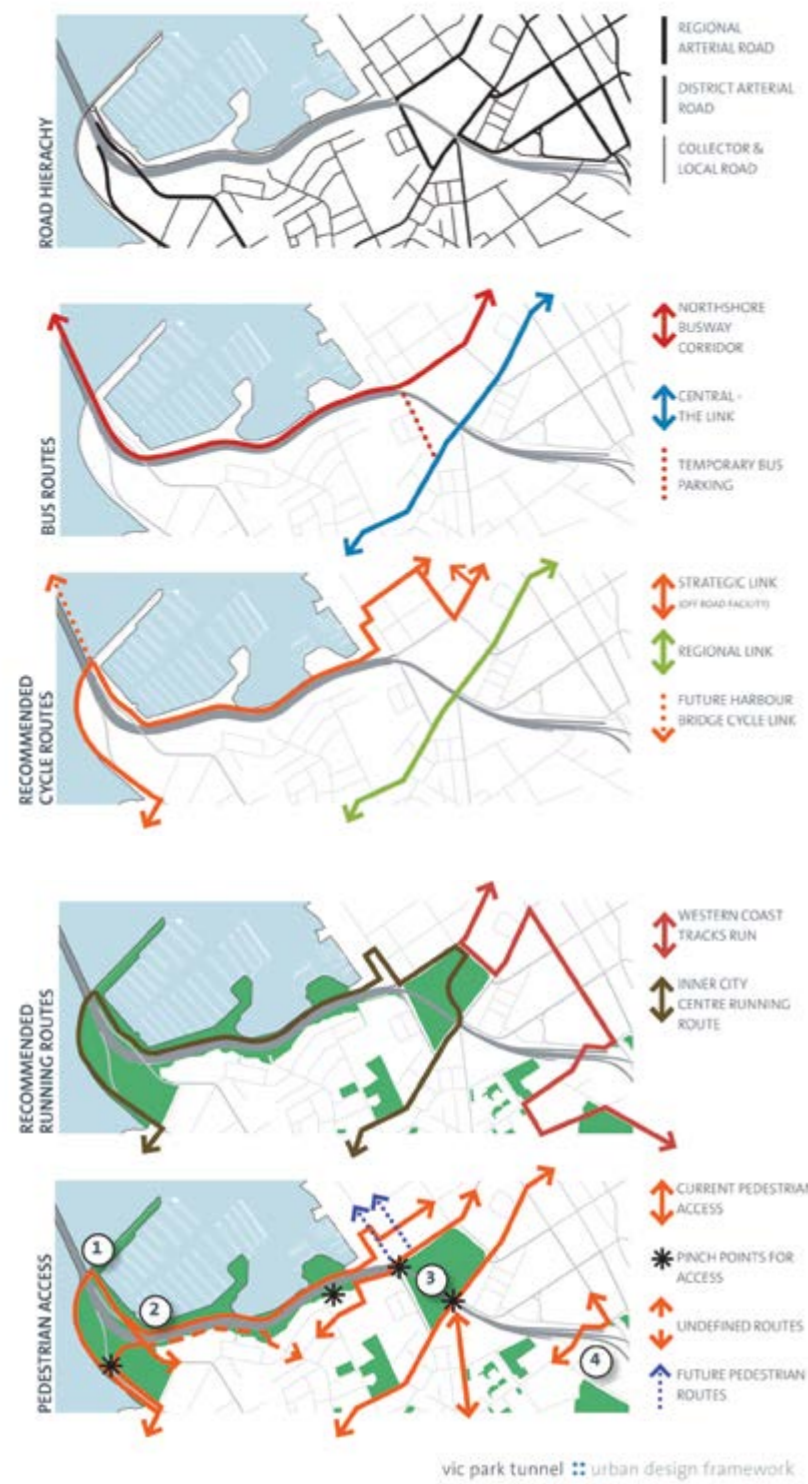 ROAD HIERACHY
REGIONAL
ARTERIAL ROAD
DISTRICT ARTERIAL
ROAD
COLLECTOR &
LOCAL ROAD
BUS ROUTES
NORTHSHORE
BUSWAY
CORRIDOR
CENTRAL -
THE LINK
TEMPORARY BUS
PARKING
RECOMMENDED
CYCLE ROUTES
STRATEGIC LINK
(OFF ROAD FACILITY)
REGIONAL LINK
FUTURE HARBOUR
BRIDGE CYCLE LINK
RECOMMENDED
RUNNING ROUTES
WESTERN COAST
TRACKS RUN
INNER CITY
CENTRE RUNNING
ROUTE
PEDESTRIAN ACCESS
1
2
3
4
CURRENT PEDESTRIAN
ACCESS
PINCH POINTS FOR
ACCESS
UNDEFINED ROUTES
FUTURE PEDESTRIAN
ROUTES
vic park tunnel :: urban design framework